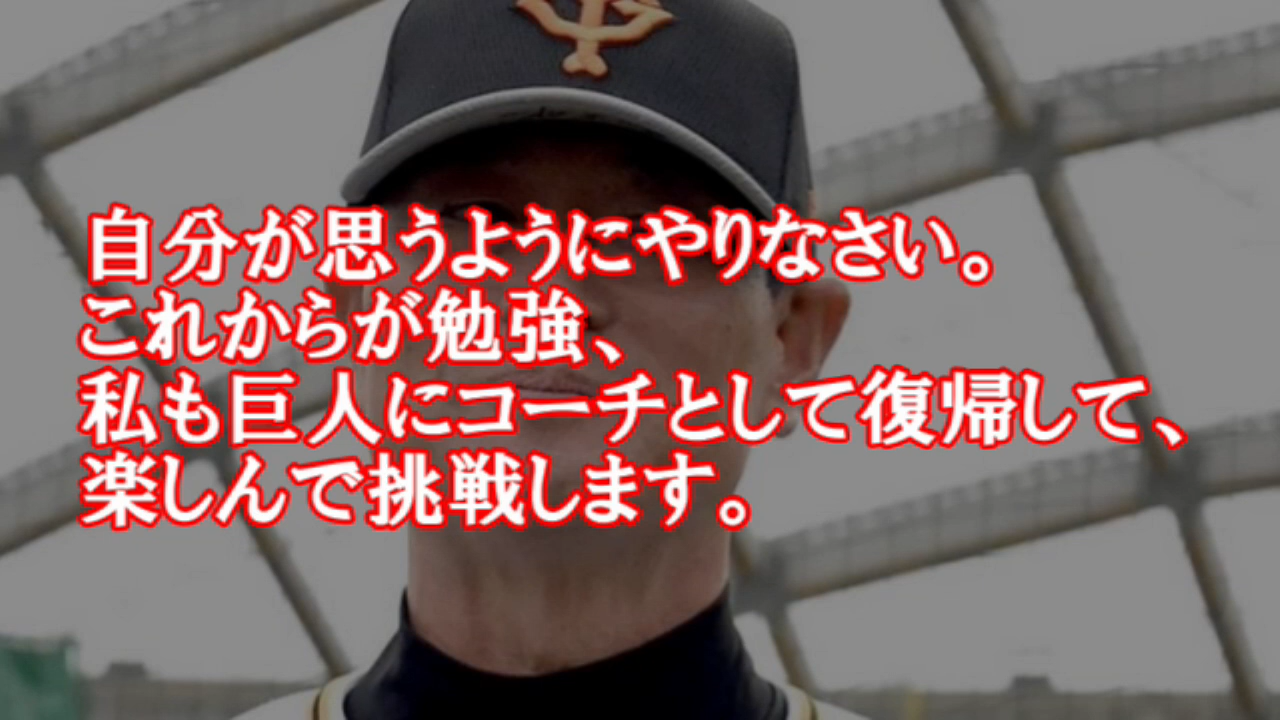 自分が思うようにやりなさい。
これからが勉強、
私も巨人にコーチとして復帰して、
楽しんで挑戦します。